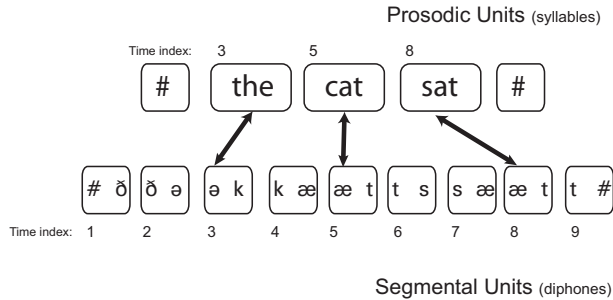 Prosodic Units (syllables)
Time index: 3 5 8
# the cat sat #
# ð ð ə ə k k æ æ t t s s æ æ t t #
Time index: 1 2 3 4 5 6 7 8 9
Segmental Units (diphones)